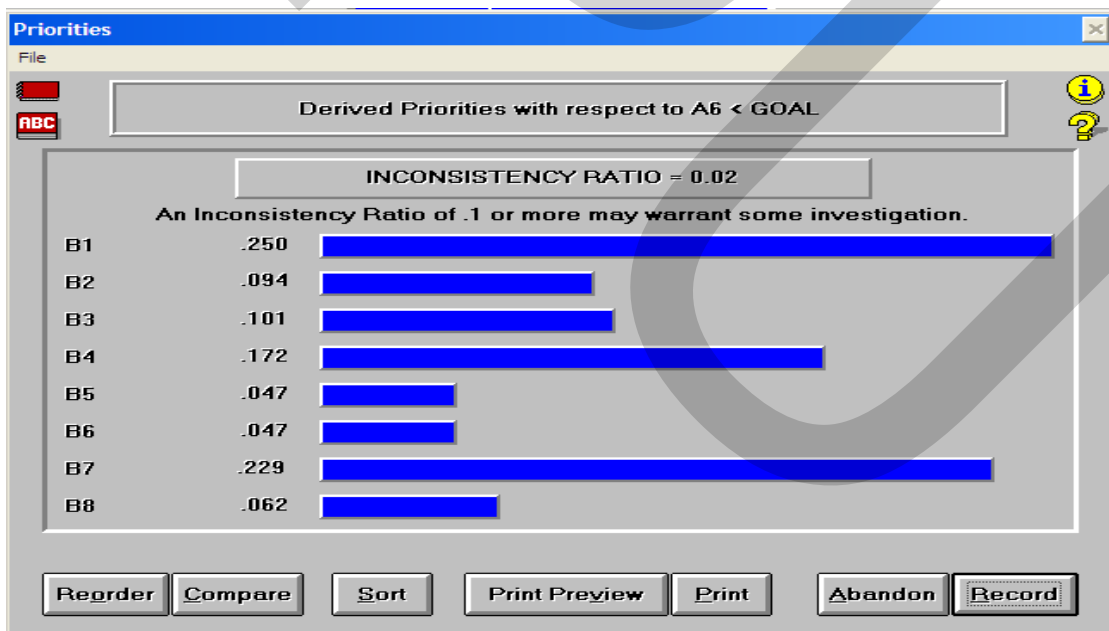 Priorities
File
ABC
Derived Priorities with respect to A6 < GOAL
i
?
INCONSISTENCY RATIO = 0.02
An Inconsistency Ratio of .1 or more may warrant some investigation.
B1 .250
B2 .094
B3 .101
B4 .172
B5 .047
B6 .047
B7 .229
B8 .062
Reorder Compare Sort Print Preview Print Abandon Record